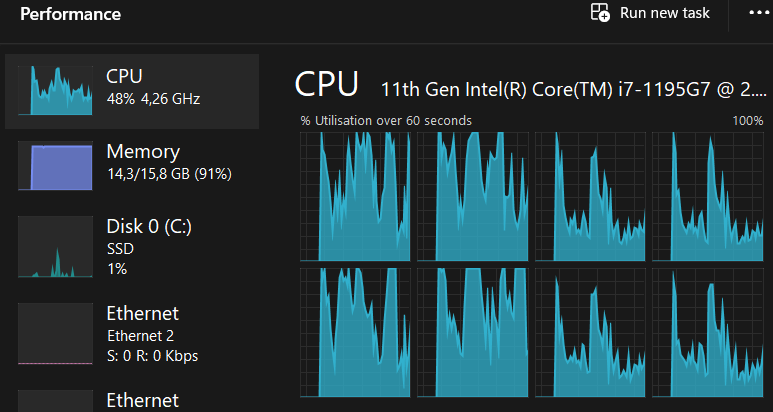 Performance
Run new task
CPU
48% 4,26 GHz
Memory
14,3/15,8 GB (91%)
Disk 0 (C:)
SSD
1%
Ethernet
Ethernet 2
S: 0 R: 0 Kbps
Ethernet
CPU 11th Gen Intel(R) Core(TM) i7-1195G7 @ 2....
% Utilisation over 60 seconds 100%